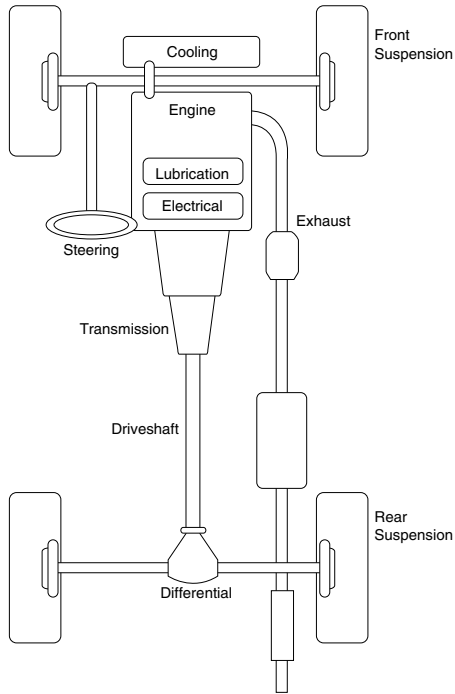 Front
Suspension
Cooling
Engine
Lubrication
Electrical
Exhaust
Steering
Transmission
Driveshaft
Rear
Suspension
Differential